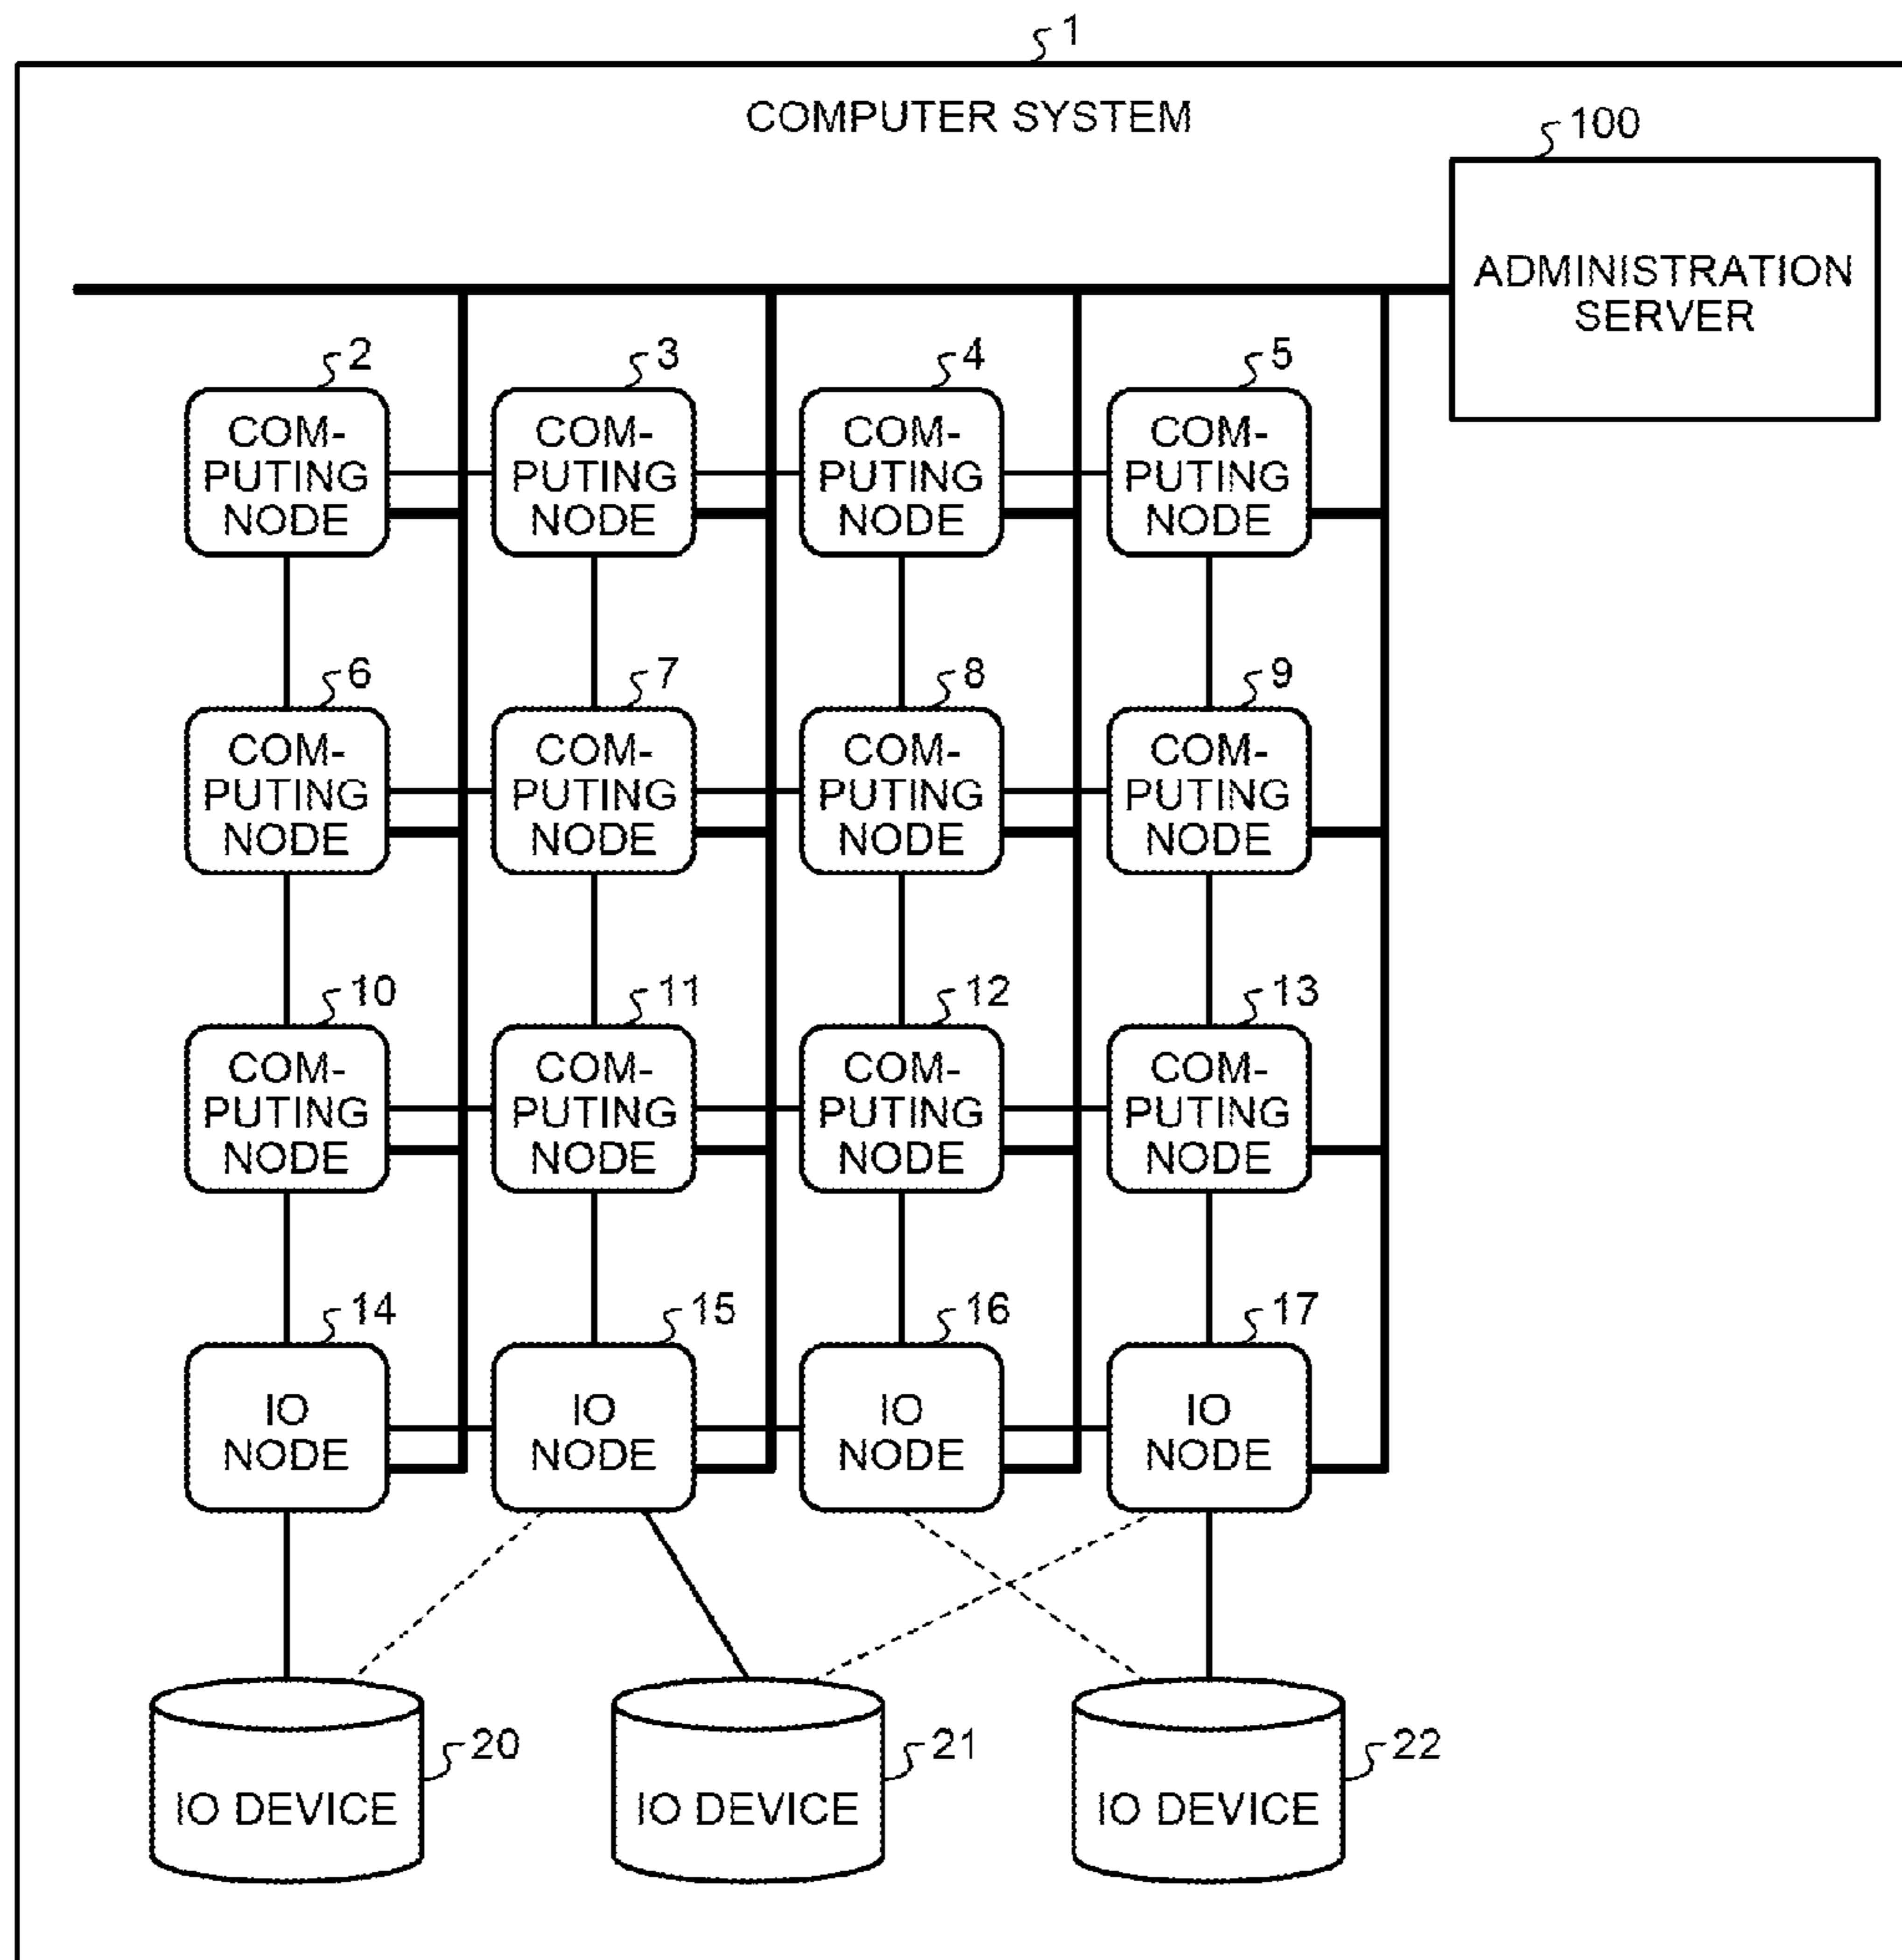 1
COMPUTER SYSTEM
100
ADMINISTRATION
SERVER
2
3
4
5
COM-
PUTING
NODE
COM-
PUTING
NODE
COM-
PUTING
NODE
COM-
PUTING
NODE
6
7
8
9
COM-
PUTING
NODE
COM-
PUTING
NODE
COM-
PUTING
NODE
COM-
PUTING
NODE
10
11
12
13
COM-
PUTING
NODE
COM-
PUTING
NODE
COM-
PUTING
NODE
COM-
PUTING
NODE
14
15
16
17
IO
NODE
IO
NODE
IO
NODE
IO
NODE
20
21
22
IO DEVICE
IO DEVICE
IO DEVICE